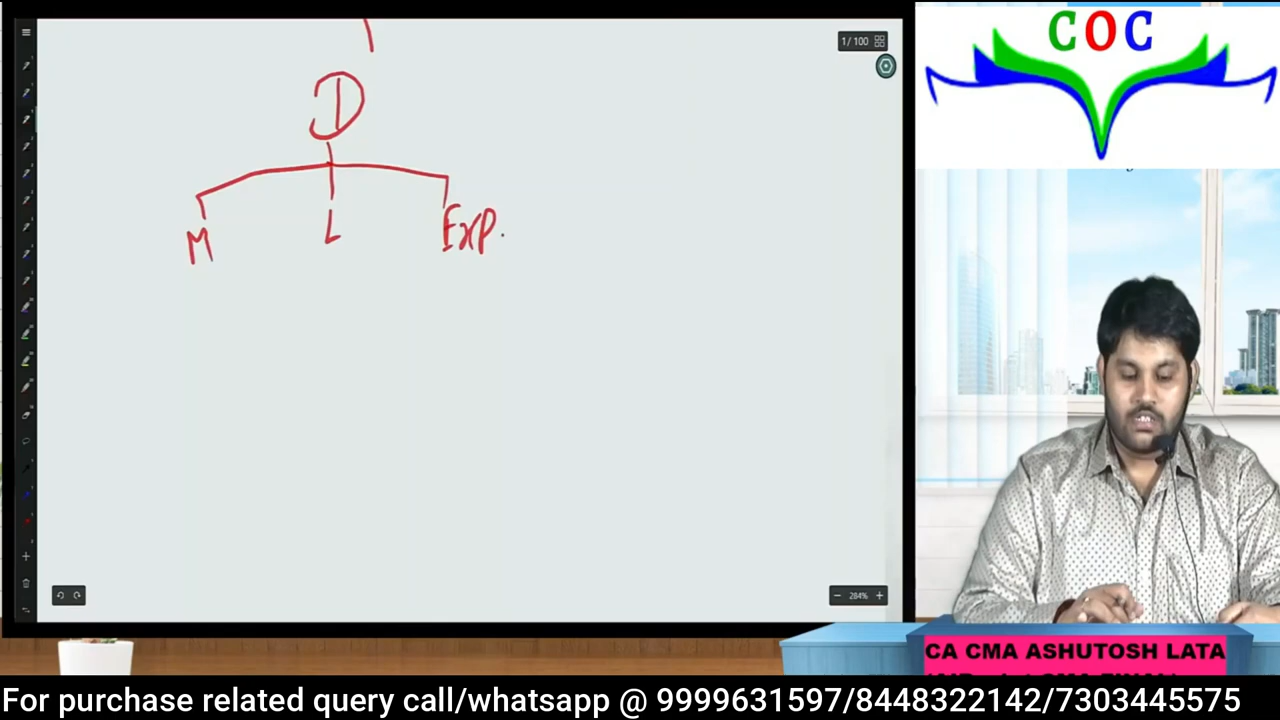 COC
1/100
D
M L Exp.
284%
CA CMA ASHUTOSH LATA
For purchase related query call/whatsapp @ 9999631597/8448322142/7303445575